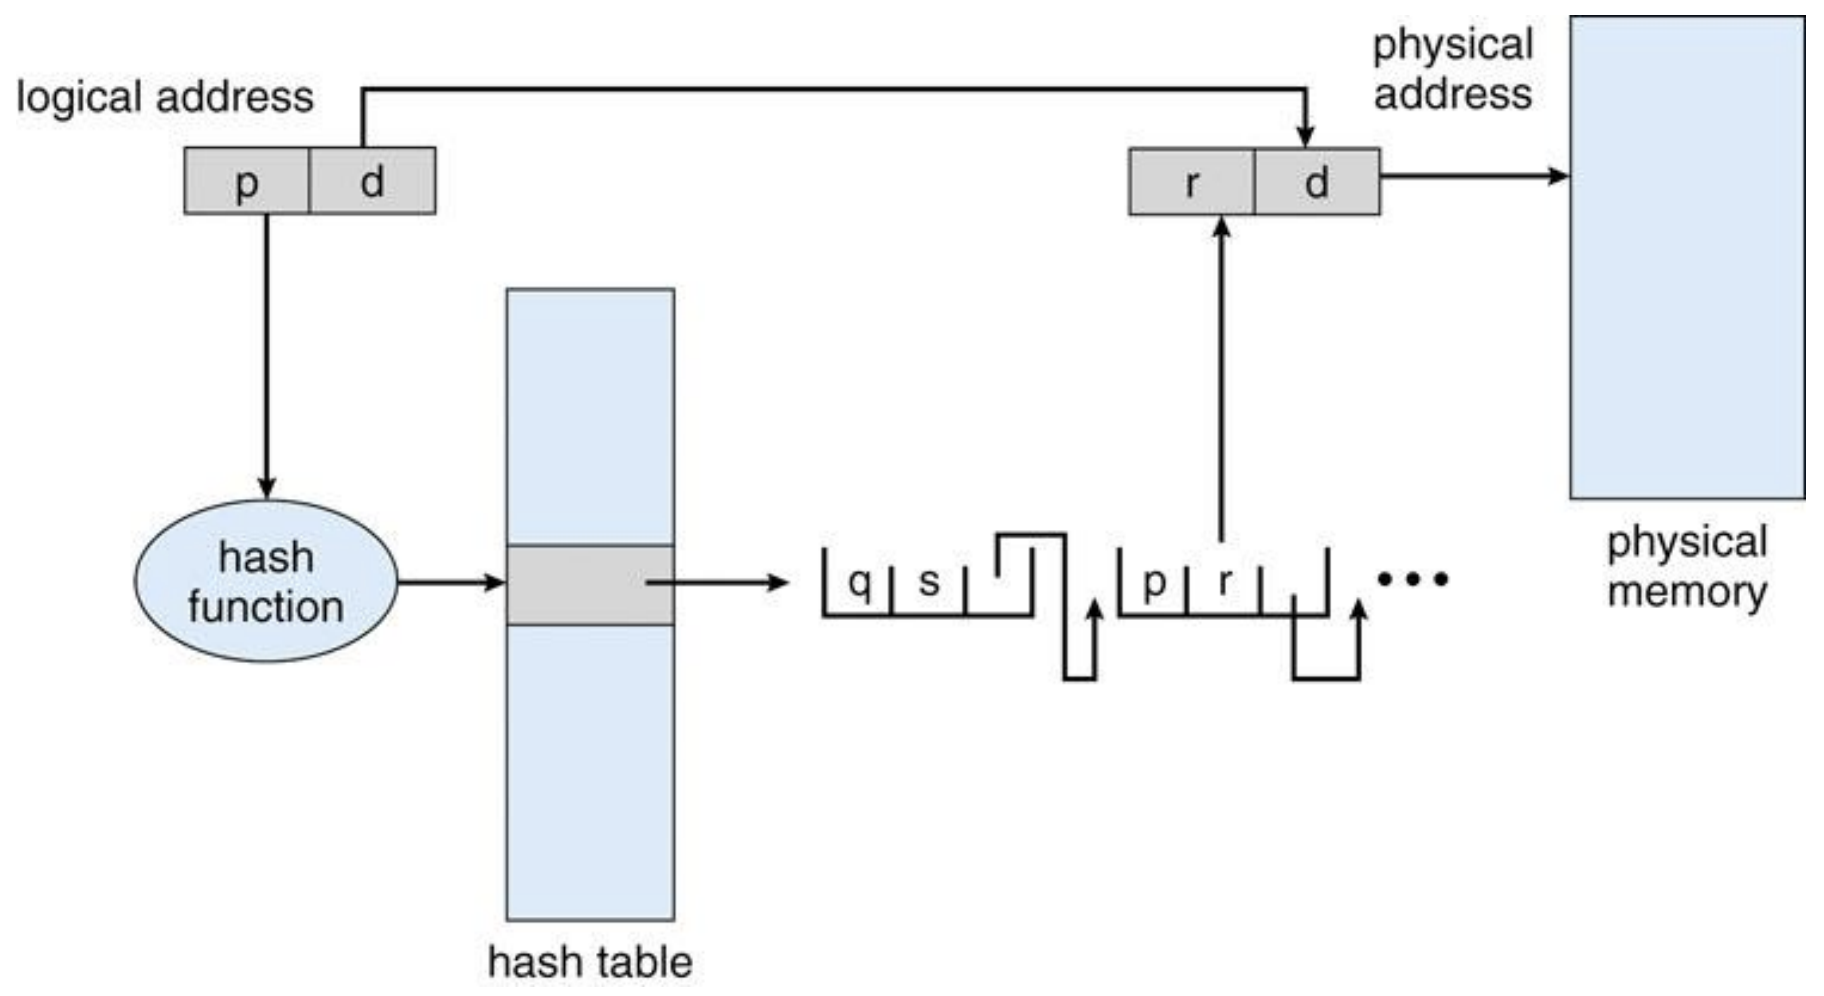 logical address
physical
address
p d
r d
hash
function
q s
p r
•••
physical
memory
hash table